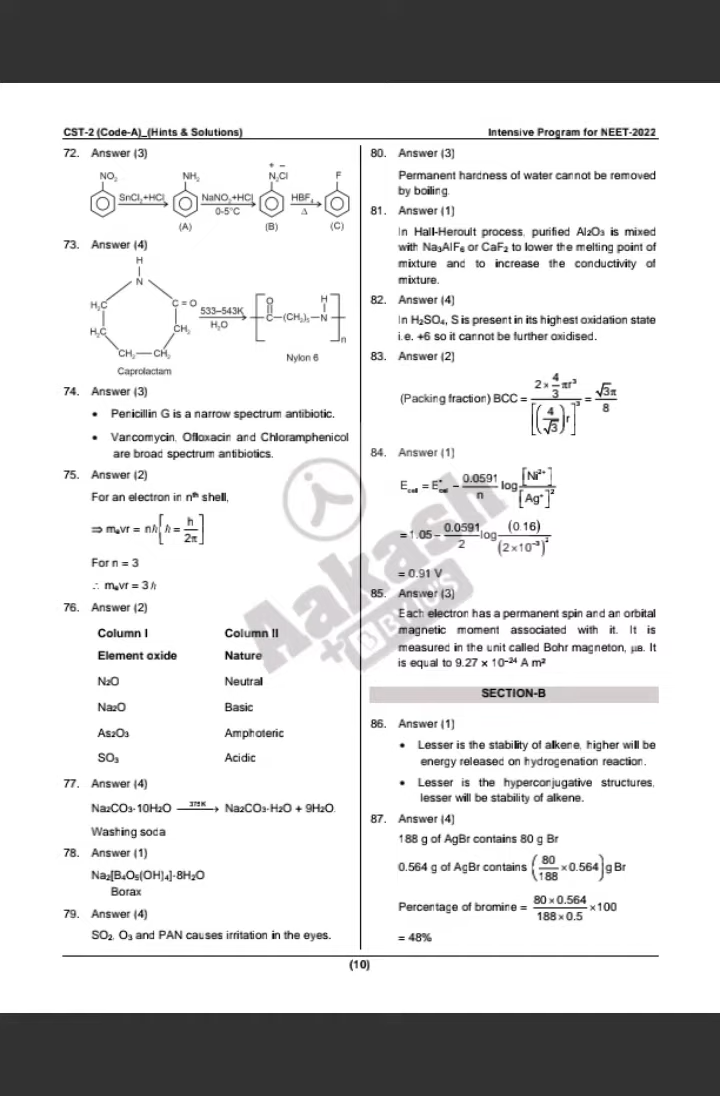 CST-2 (Code-A)_(Hints & Solutions)
Intensive Program for NEET-2022
72. Answer (3)
NO₂
NH₂
+ –
N₂Cl
F
SnCl₂+HCl
NaNO₂+HCl
0-5°C
HBF₄
Δ
(A)
(B)
(C)
73. Answer (4)
H
N
H₂C
C = O
H₂C
CH₂
CH₂—CH₂
Caprolactam
533–543K
H₂O
O
H
C—(CH₂)₅—N
n
Nylon 6
74. Answer (3)
• Penicillin G is a narrow spectrum antibiotic.
• Vancomycin, Ofloxacin and Chloramphenicol
are broad spectrum antibiotics.
75. Answer (2)
For an electron in nᵗʰ shell,
⇒ mₑvr = nℏ [ℏ = h/2π]
For n = 3
∴ mₑvr = 3ℏ
76. Answer (2)
Column I Column II
Element oxide Nature
N₂O Neutral
Na₂O Basic
As₂O₃ Amphoteric
SO₃ Acidic
77. Answer (4)
Na₂CO₃·10H₂O —375K→ Na₂CO₃·H₂O + 9H₂O
Washing soda
78. Answer (1)
Na₂[B₄O₅(OH)₄]·8H₂O
Borax
79. Answer (4)
SO₂, O₃ and PAN causes irritation in the eyes.
80. Answer (3)
Permanent hardness of water cannot be removed
by boiling.
81. Answer (1)
In Hall-Heroult process, purified Al₂O₃ is mixed
with Na₃AlF₆ or CaF₂ to lower the melting point of
mixture and to increase the conductivity of
mixture.
82. Answer (4)
In H₂SO₄, S is present in its highest oxidation state
i.e. +6 so it cannot be further oxidised.
83. Answer (2)
(Packing fraction) BCC = (2 × 4/3 πr³) / [(4/√3) r]³ = √3π/8
84. Answer (1)
E cell = E° cell – 0.0591/n log [Ni²⁺]/[Ag⁺]²
= 1.05 – 0.0591/2 log (0.16)/(2×10⁻³)²
= 0.91 V
85. Answer (3)
Each electron has a permanent spin and an orbital
magnetic moment associated with it. It is
measured in the unit called Bohr magneton, μB. It
is equal to 9.27 × 10⁻²⁴ A m²
SECTION-B
86. Answer (1)
• Lesser is the stability of alkene, higher will be
energy released on hydrogenation reaction.
• Lesser is the hyperconjugative structures,
lesser will be stability of alkene.
87. Answer (4)
188 g of AgBr contains 80 g Br
0.564 g of AgBr contains (80/188 × 0.564) g Br
Percentage of bromine = (80 × 0.564)/(188 × 0.5) × 100
= 48%
Aakash
+BYJU'S
(10)